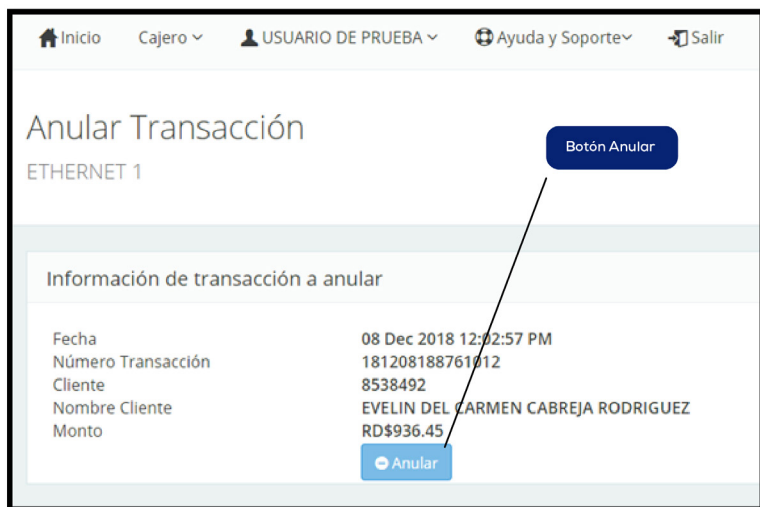 Inicio Cajero USUARIO DE PRUEBA Ayuda y Soporte Salir
Anular Transacción
Botón Anular
ETHERNET 1
Información de transacción a anular
Fecha 08 Dec 2018 12:02:57 PM
Número Transacción 181208188761012
Cliente 8538492
Nombre Cliente EVELIN DEL CARMEN CABREJA RODRIGUEZ
Monto RD$936.45
Anular